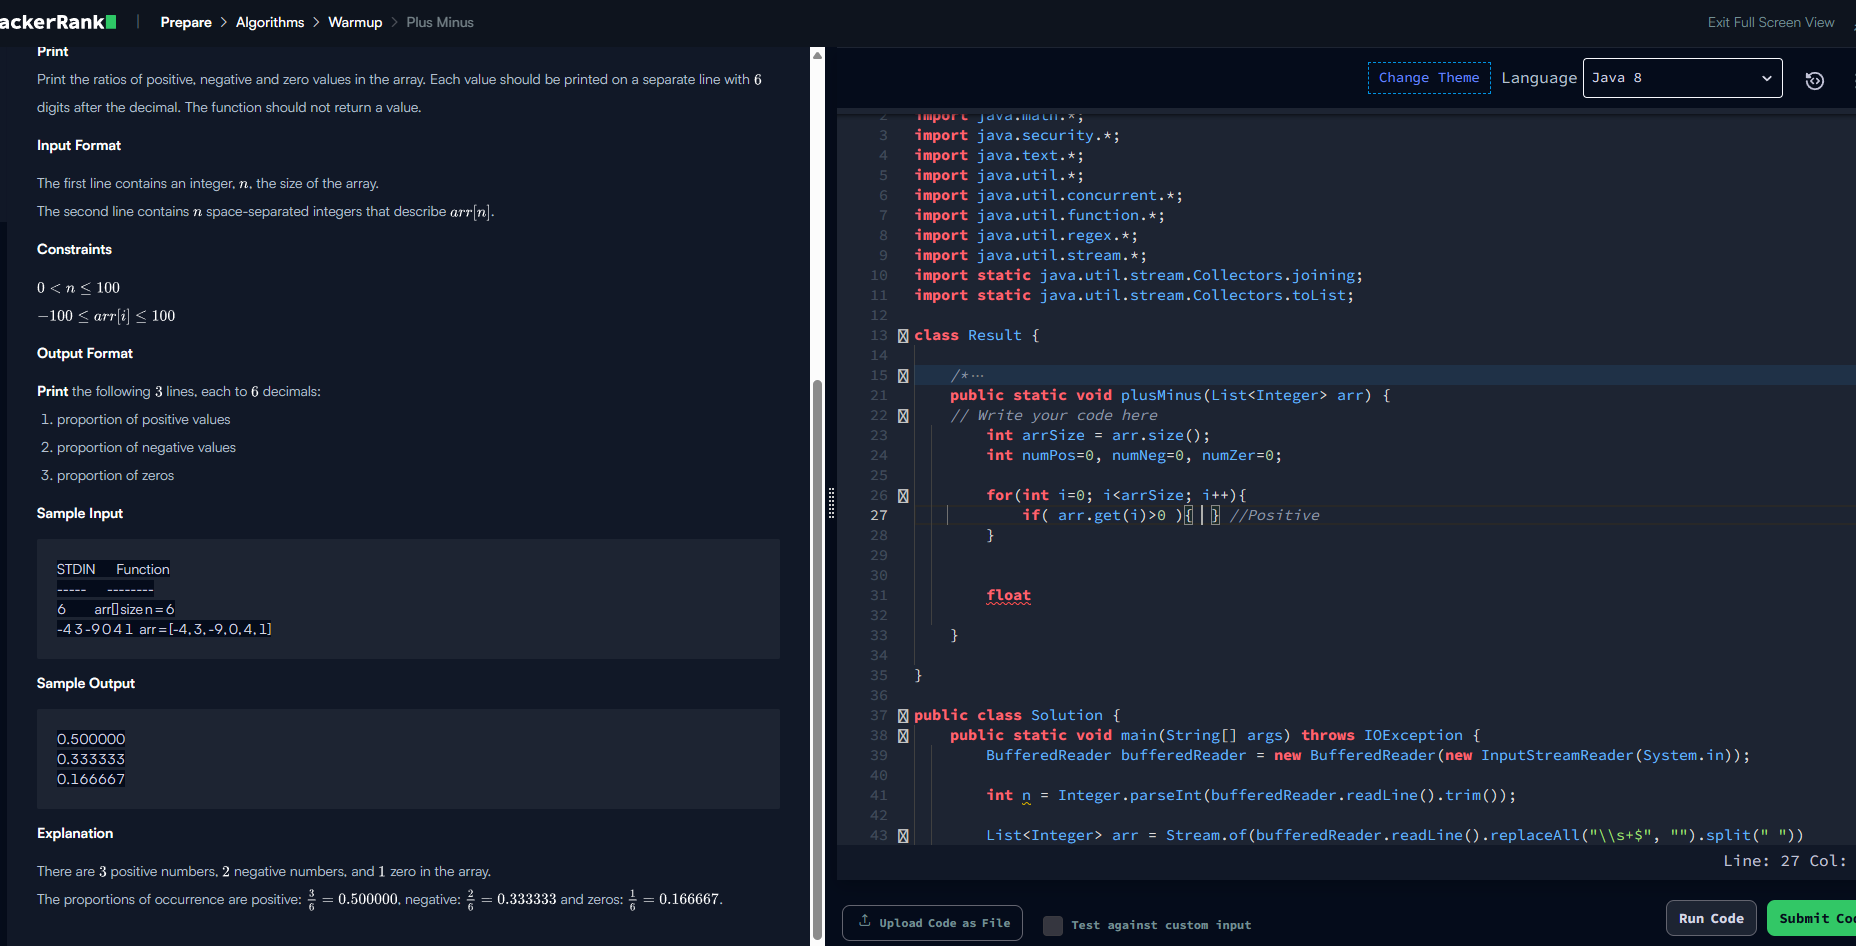 ackerRank
Prepare > Algorithms > Warmup > Plus Minus
Exit Full Screen View
Print
Print the ratios of positive, negative and zero values in the array. Each value should be printed on a separate line with 6
digits after the decimal. The function should not return a value.
Input Format
The first line contains an integer, n, the size of the array.
The second line contains n space-separated integers that describe arr[n].
Constraints
0 < n ≤ 100
−100 ≤ arr[i] ≤ 100
Output Format
Print the following 3 lines, each to 6 decimals:
1. proportion of positive values
2. proportion of negative values
3. proportion of zeros
Sample Input
STDIN Function
----- --------
6 arr[] size n = 6
-4 3 -9 0 4 1 arr = [-4, 3, -9, 0, 4, 1]
Sample Output
0.500000
0.333333
0.166667
Explanation
There are 3 positive numbers, 2 negative numbers, and 1 zero in the array.
The proportions of occurrence are positive: 3/6 = 0.500000, negative: 2/6 = 0.333333 and zeros: 1/6 = 0.166667.
Change Theme Language Java 8
2 import java.math.*;
3 import java.security.*;
4 import java.text.*;
5 import java.util.*;
6 import java.util.concurrent.*;
7 import java.util.function.*;
8 import java.util.regex.*;
9 import java.util.stream.*;
10 import static java.util.stream.Collectors.joining;
11 import static java.util.stream.Collectors.toList;
12
13 class Result {
14
15 /*⋯
21 public static void plusMinus(List<Integer> arr) {
22 // Write your code here
23 int arrSize = arr.size();
24 int numPos=0, numNeg=0, numZer=0;
25
26 for(int i=0; i<arrSize; i++){
27 if( arr.get(i)>0 ){ } //Positive
28 }
29
30
31 float
32
33 }
34
35 }
36
37 public class Solution {
38 public static void main(String[] args) throws IOException {
39 BufferedReader bufferedReader = new BufferedReader(new InputStreamReader(System.in));
40
41 int n = Integer.parseInt(bufferedReader.readLine().trim());
42
43 List<Integer> arr = Stream.of(bufferedReader.readLine().replaceAll("\\s+$", "").split(" "))
Line: 27 Col:
Upload Code as File
Test against custom input
Run Code
Submit Co